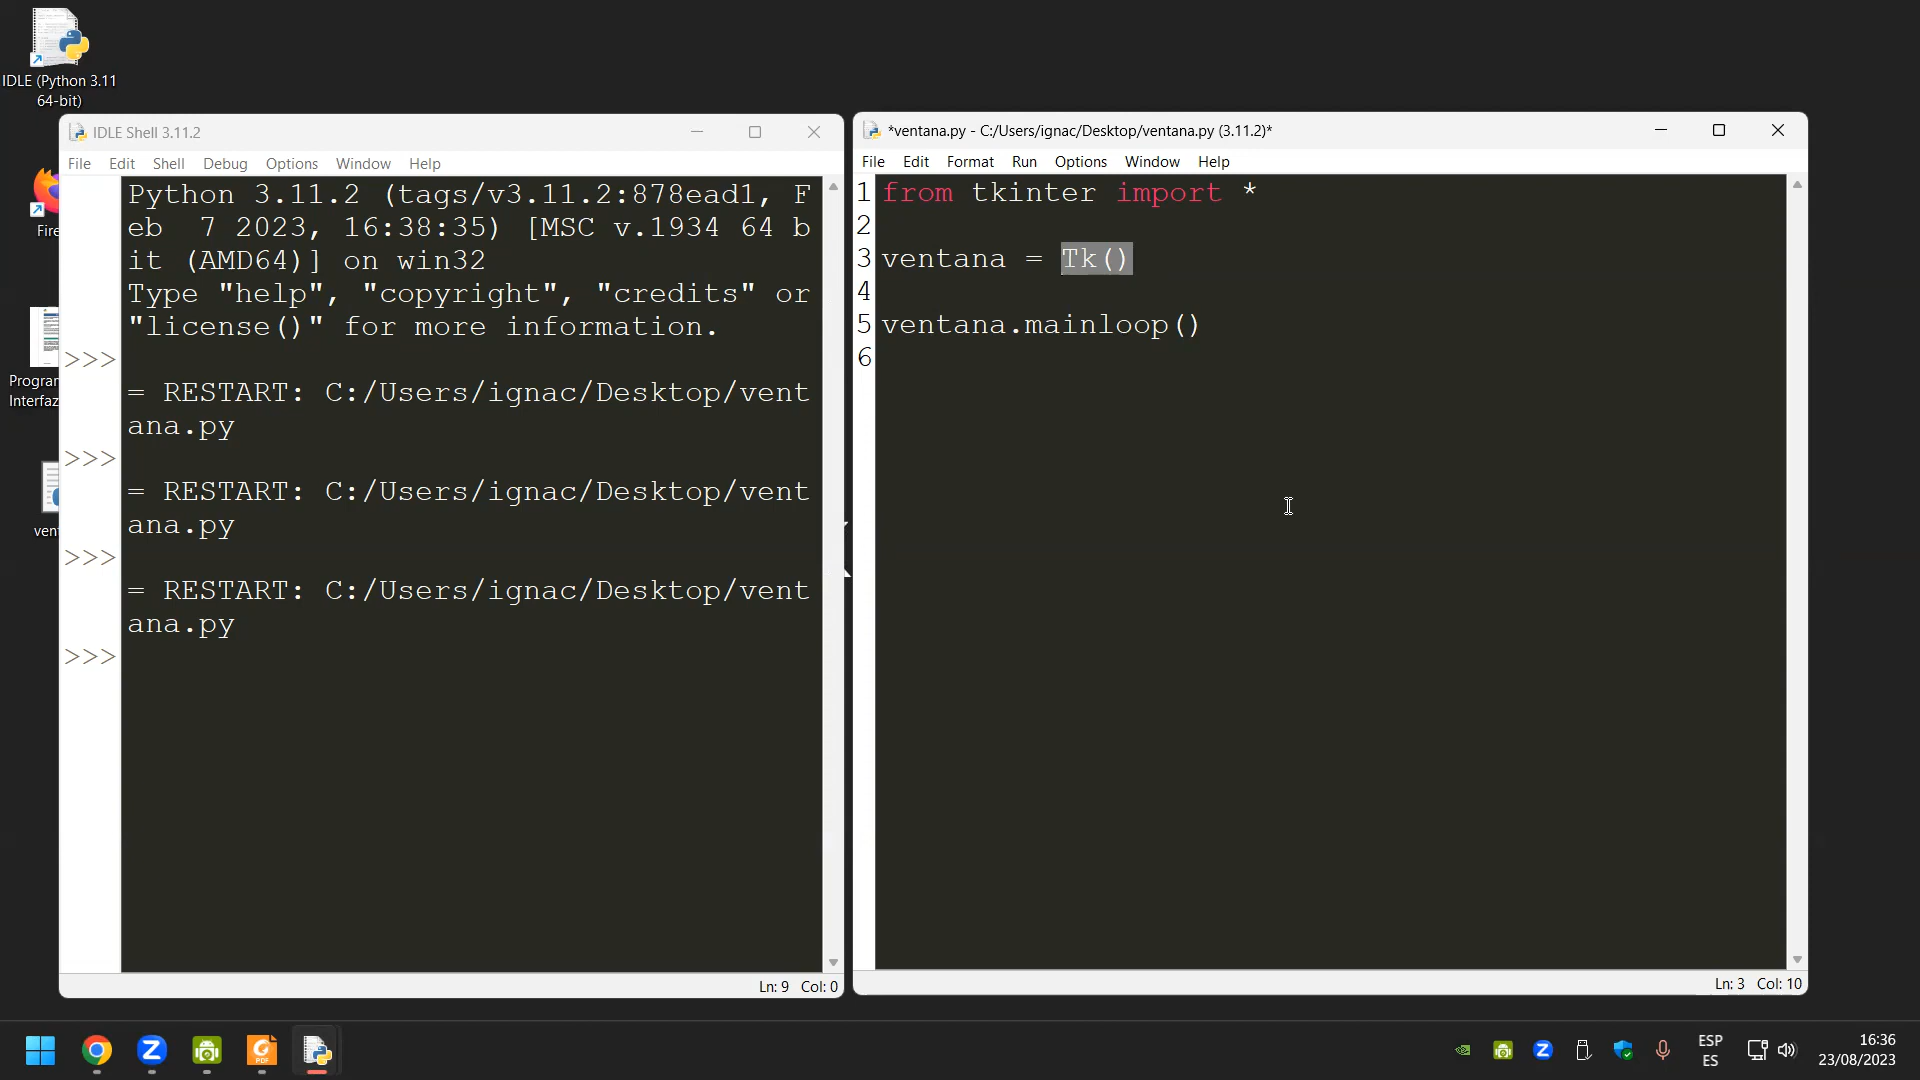 IDLE (Python 3.11
64-bit)
IDLE Shell 3.11.2
File Edit Shell Debug Options Window Help
Python 3.11.2 (tags/v3.11.2:878ead1, F
eb  7 2023, 16:38:35) [MSC v.1934 64 b
it (AMD64)] on win32
Type "help", "copyright", "credits" or
"license()" for more information.
>>>
= RESTART: C:/Users/ignac/Desktop/vent
ana.py
>>>
= RESTART: C:/Users/ignac/Desktop/vent
ana.py
>>>
= RESTART: C:/Users/ignac/Desktop/vent
ana.py
>>>
Ln: 9 Col: 0
*ventana.py - C:/Users/ignac/Desktop/ventana.py (3.11.2)*
File Edit Format Run Options Window Help
1 from tkinter import *
2
3 ventana = Tk()
4
5 ventana.mainloop()
6
Ln: 3 Col: 10
Fire
Progra
Interfaz
vent
Z
PDF
Z
ESP
ES
16:36
23/08/2023